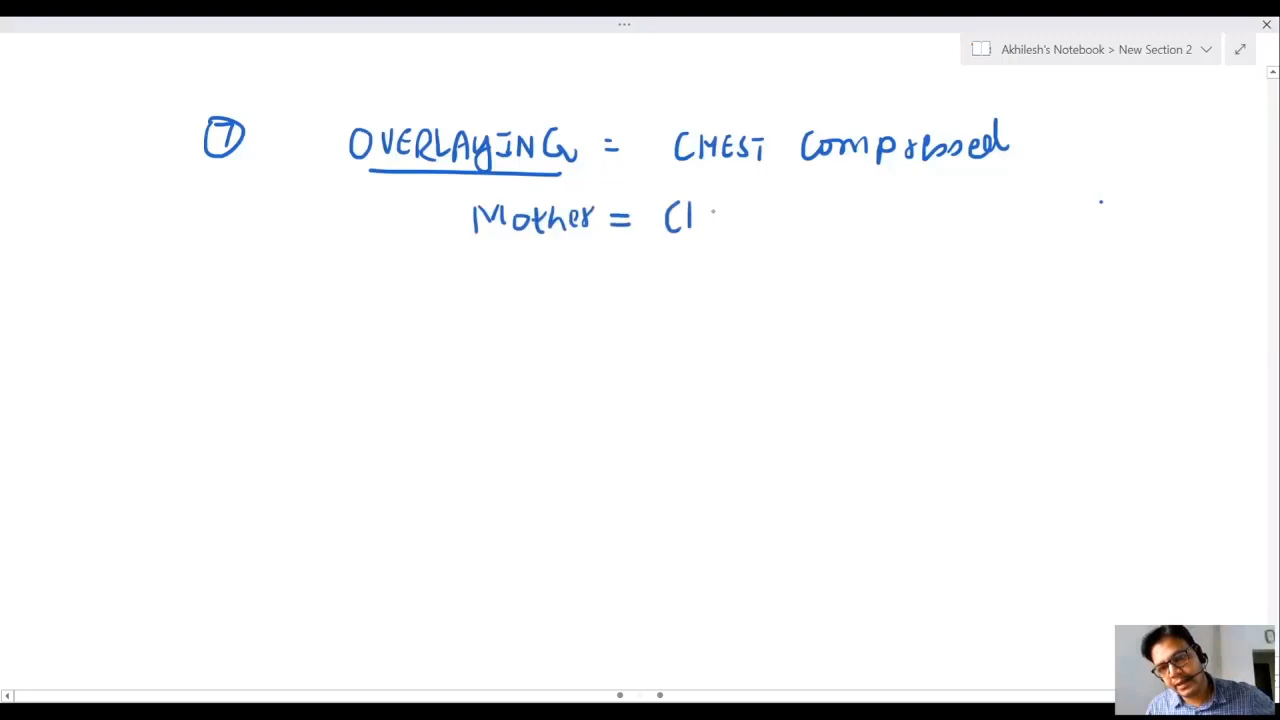 ...
Akhilesh's Notebook > New Section 2
7 OVERLAYING = CHEST Compressed
Mother = Cl